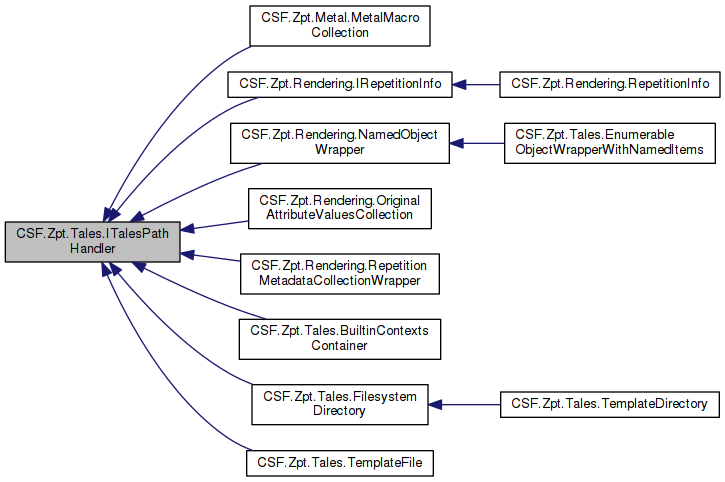 CSF.Zpt.Metal.MetalMacro
Collection
CSF.Zpt.Rendering.IRepetitionInfo
CSF.Zpt.Rendering.RepetitionInfo
CSF.Zpt.Rendering.NamedObject
Wrapper
CSF.Zpt.Tales.Enumerable
ObjectWrapperWithNamedItems
CSF.Zpt.Rendering.Original
AttributeValuesCollection
CSF.Zpt.Tales.ITalesPath
Handler
CSF.Zpt.Rendering.Repetition
MetadataCollectionWrapper
CSF.Zpt.Tales.BuiltinContexts
Container
CSF.Zpt.Tales.Filesystem
Directory
CSF.Zpt.Tales.TemplateDirectory
CSF.Zpt.Tales.TemplateFile